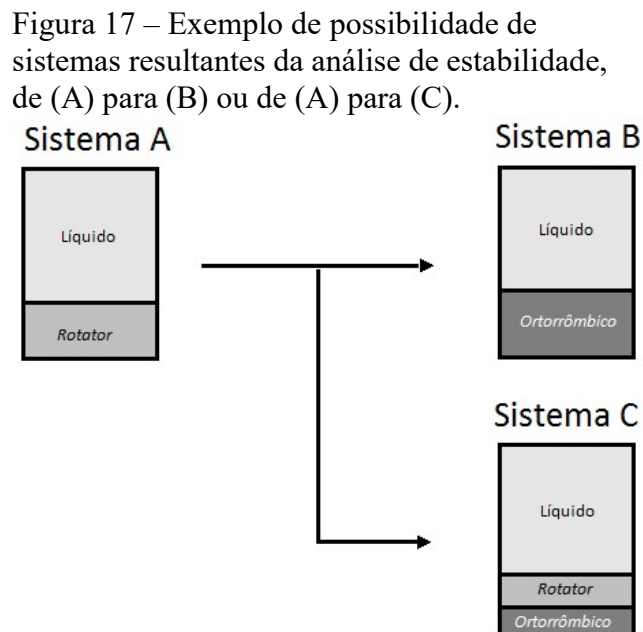 Figura 17 – Exemplo de possibilidade de
sistemas resultantes da análise de estabilidade,
de (A) para (B) ou de (A) para (C).
Sistema A
Líquido
Rotator
Sistema B
Líquido
Ortorrômbico
Sistema C
Líquido
Rotator
Ortorrômbico